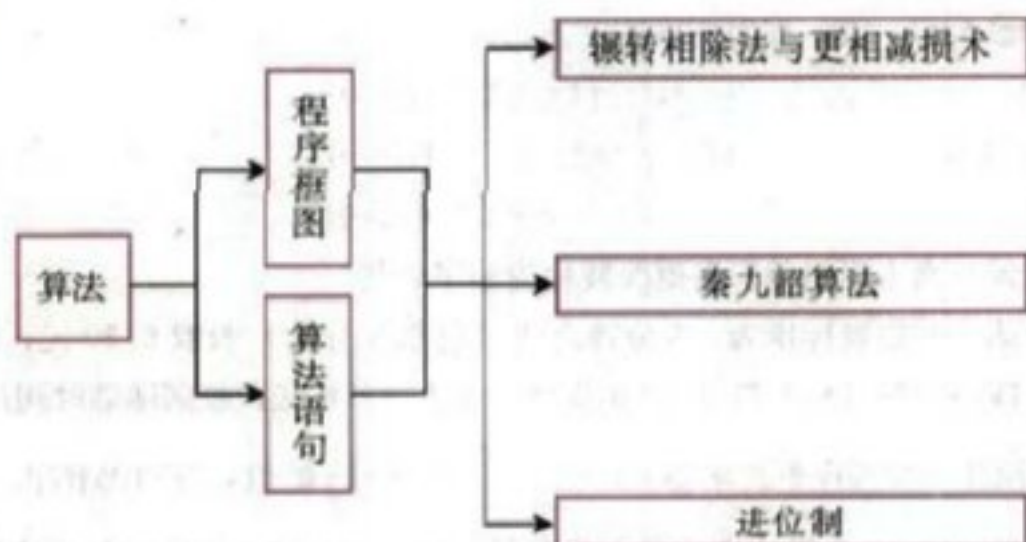 算法
程序框图
算法语句
辗转相除法与更相减损术
秦九韶算法
进位制